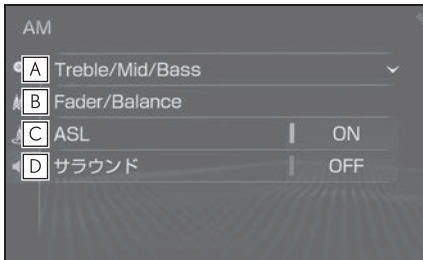 AM
A Treble/Mid/Bass
B Fader/Balance
C ASL ON
D サラウンド OFF